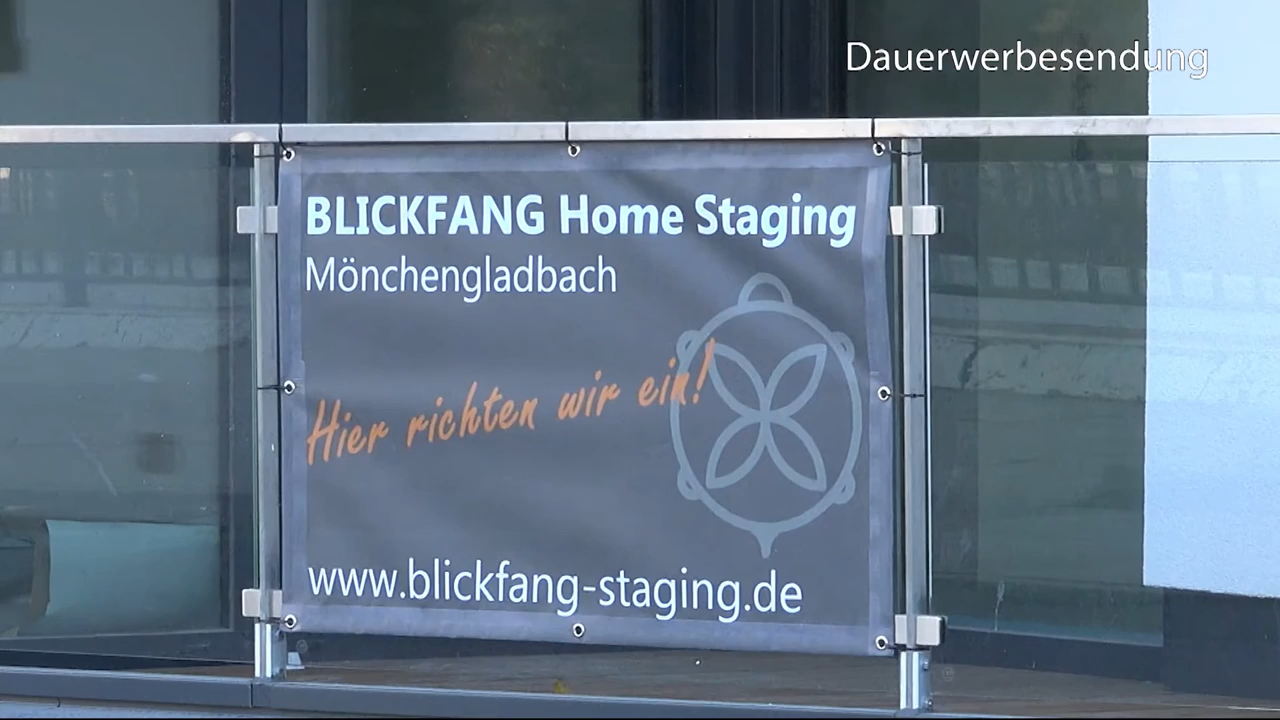 Dauerwerbesendung
BLICKFANG Home Staging
Mönchengladbach
Hier richten wir ein!
www.blickfang-staging.de